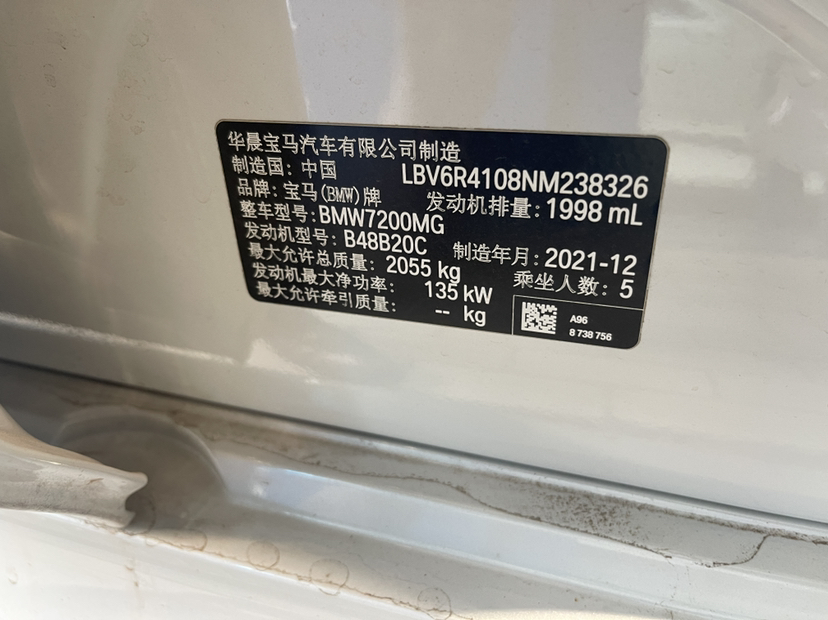 华晨宝马汽车有限公司制造
制造国：中国 LBV6R4108NM238326
品牌：宝马(BMW)牌 发动机排量：1998 mL
整车型号：BMW7200MG
发动机型号：B48B20C 制造年月：2021-12
最大允许总质量：2055 kg 乘坐人数：5
发动机最大净功率：135 kW
最大允许牵引质量：-- kg
A96
8 738 756